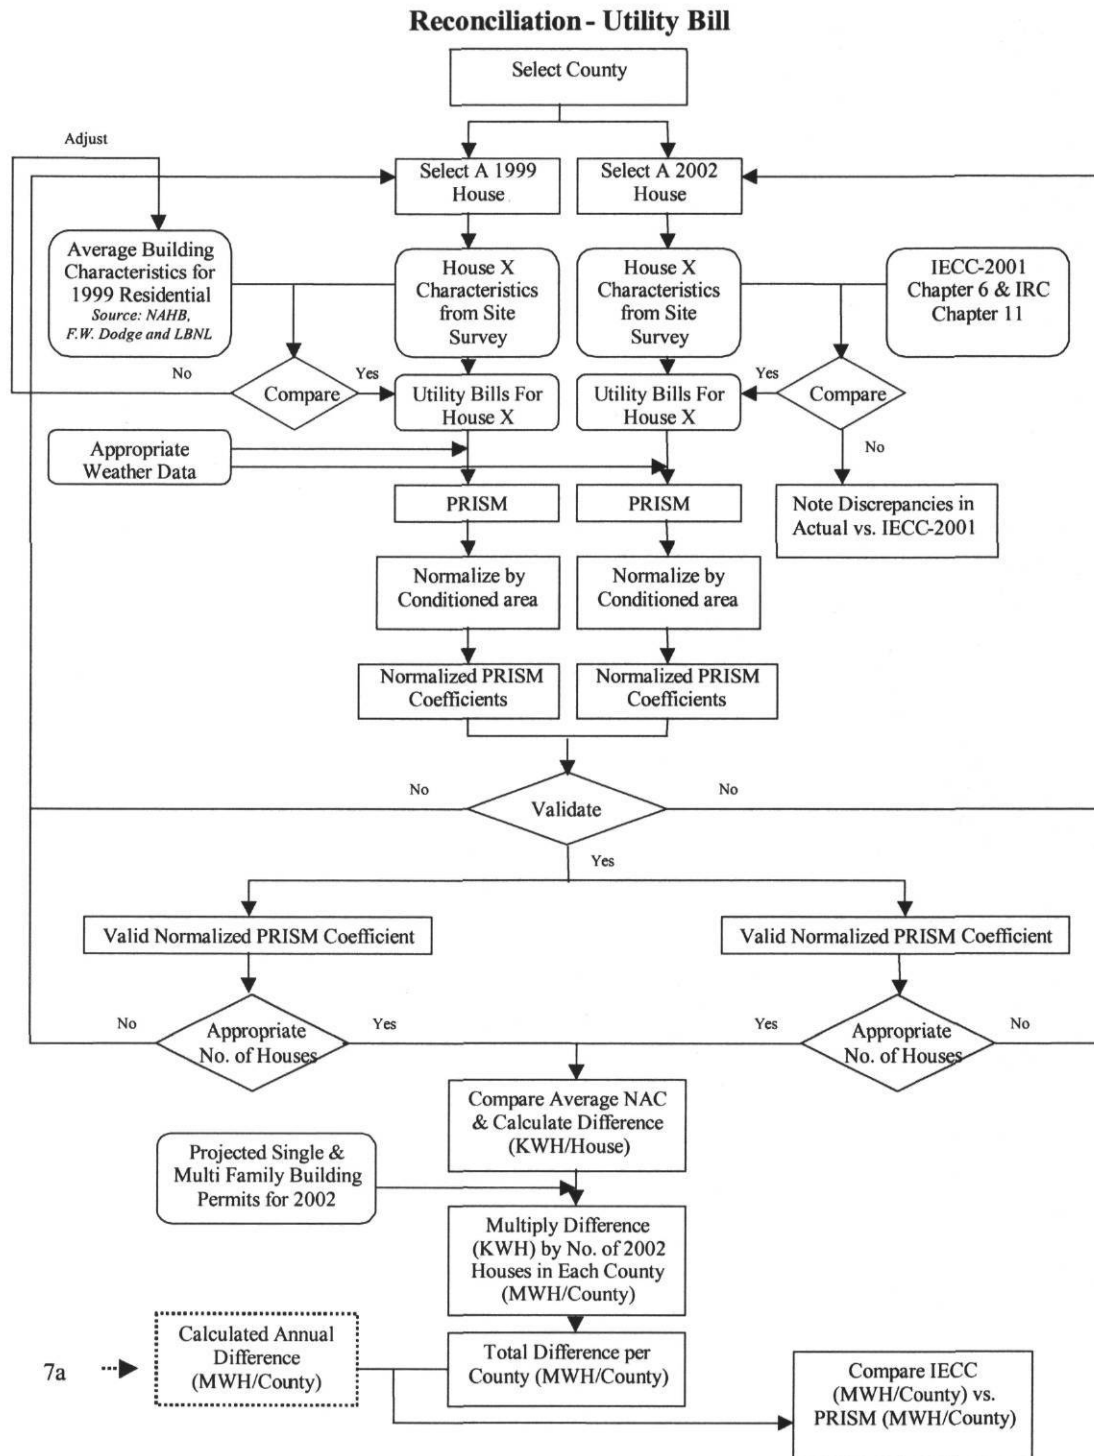 Reconciliation - Utility Bill
Select County
Adjust
Select A 1999
House
Select A 2002
House
Average Building
Characteristics for
1999 Residential
Source: NAHB,
F.W. Dodge and LBNL
House X
Characteristics
from Site
Survey
House X
Characteristics
from Site
Survey
IECC-2001
Chapter 6 & IRC
Chapter 11
No
Compare
Yes
Utility Bills For
House X
Utility Bills For
House X
Yes
Compare
No
Appropriate
Weather Data
PRISM
PRISM
Note Discrepancies in
Actual vs. IECC-2001
Normalize by
Conditioned area
Normalize by
Conditioned area
Normalized PRISM
Coefficients
Normalized PRISM
Coefficients
No
Validate
No
Yes
Valid Normalized PRISM Coefficient
Valid Normalized PRISM Coefficient
No
Appropriate
No. of Houses
Yes
Yes
Appropriate
No. of Houses
No
Compare Average NAC
& Calculate Difference
(KWH/House)
Projected Single &
Multi Family Building
Permits for 2002
Multiply Difference
(KWH) by No. of 2002
Houses in Each County
(MWH/County)
7a
Calculated Annual
Difference
(MWH/County)
Total Difference per
County (MWH/County)
Compare IECC
(MWH/County) vs.
PRISM (MWH/County)